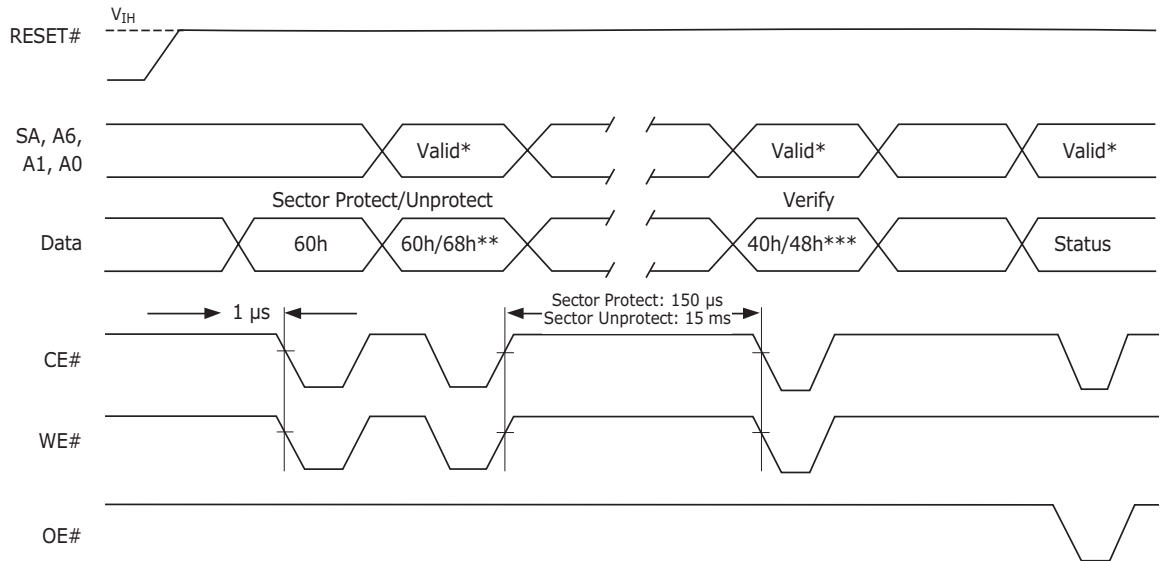 V_IH
RESET#
SA, A6,
A1, A0
Valid*
Valid*
Valid*
Sector Protect/Unprotect
Verify
Data
60h
60h/68h**
40h/48h***
Status
1 µs
Sector Protect: 150 µs
Sector Unprotect: 15 ms
CE#
WE#
OE#